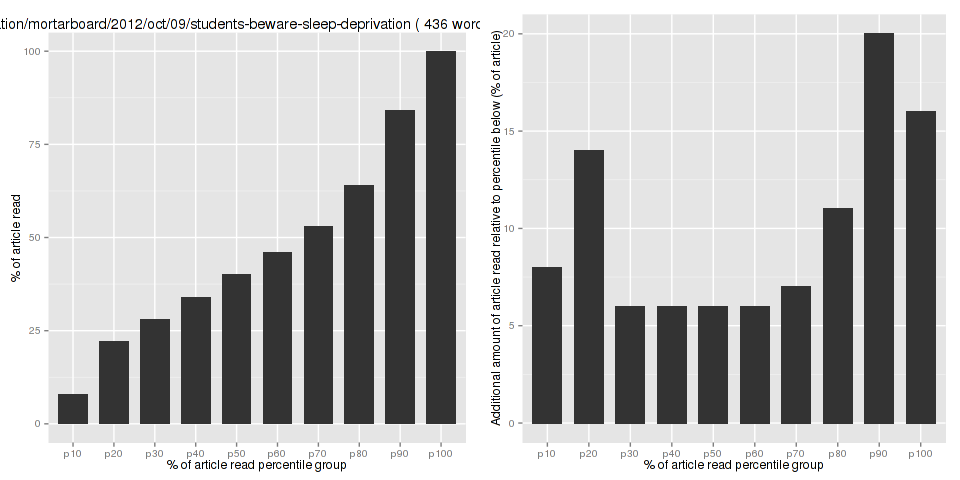 tion/mortarboard/2012/oct/09/students-beware-sleep-deprivation ( 436 word
% of article read
100
75
50
25
0
p10 p20 p30 p40 p50 p60 p70 p80 p90 p100
% of article read percentile group
Additional amount of article read relative to percentile below (% of article)
20
15
10
5
0
p10 p20 p30 p40 p50 p60 p70 p80 p90 p100
% of article read percentile group